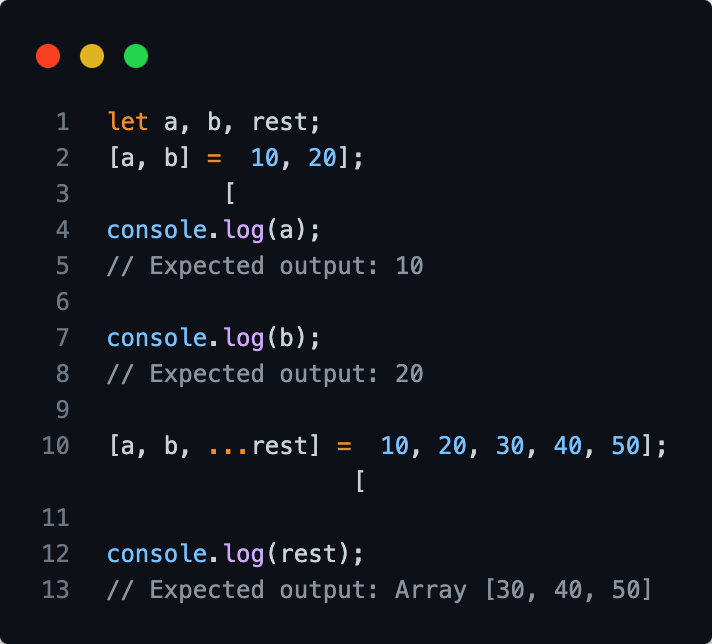 1 let a, b, rest;
2 [a, b] =  10, 20];
3         [
4 console.log(a);
5 // Expected output: 10
6
7 console.log(b);
8 // Expected output: 20
9
10 [a, b, ...rest] =  10, 20, 30, 40, 50];
                  [
11
12 console.log(rest);
13 // Expected output: Array [30, 40, 50]